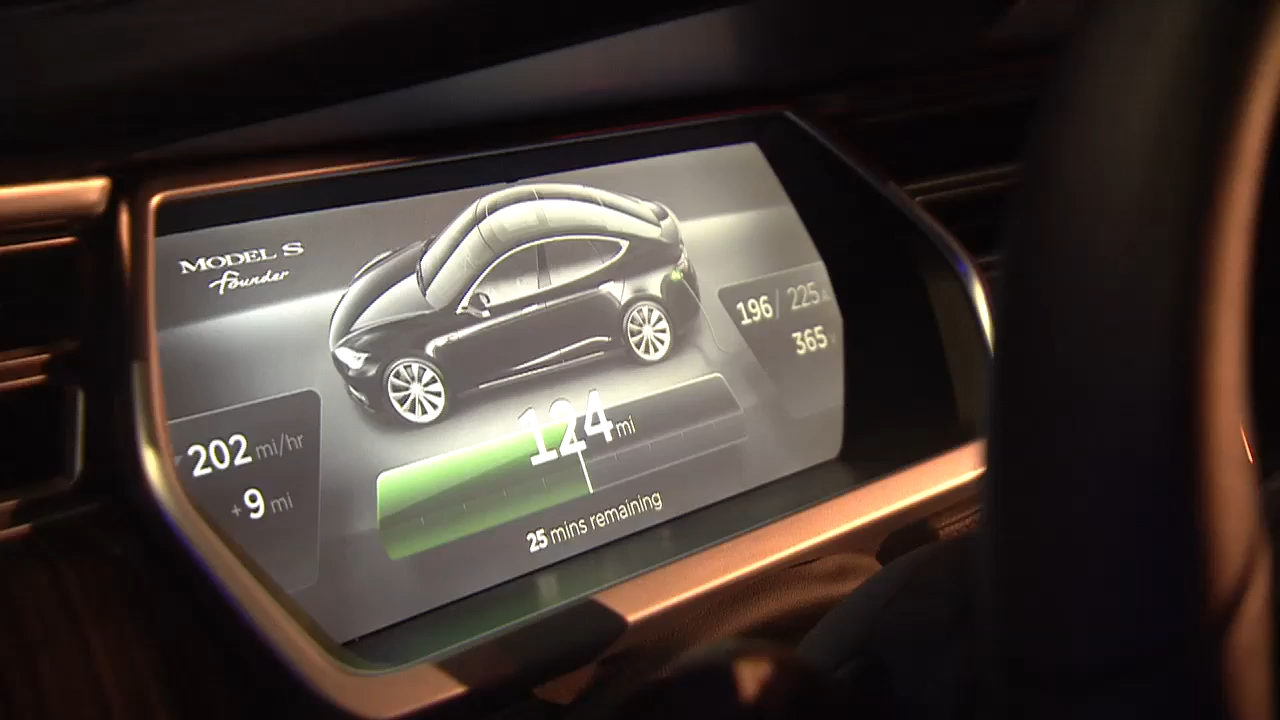 MODEL S
Founder
196 / 225 A
365 V
124 mi
202 mi/hr
+9 mi
25 mins remaining